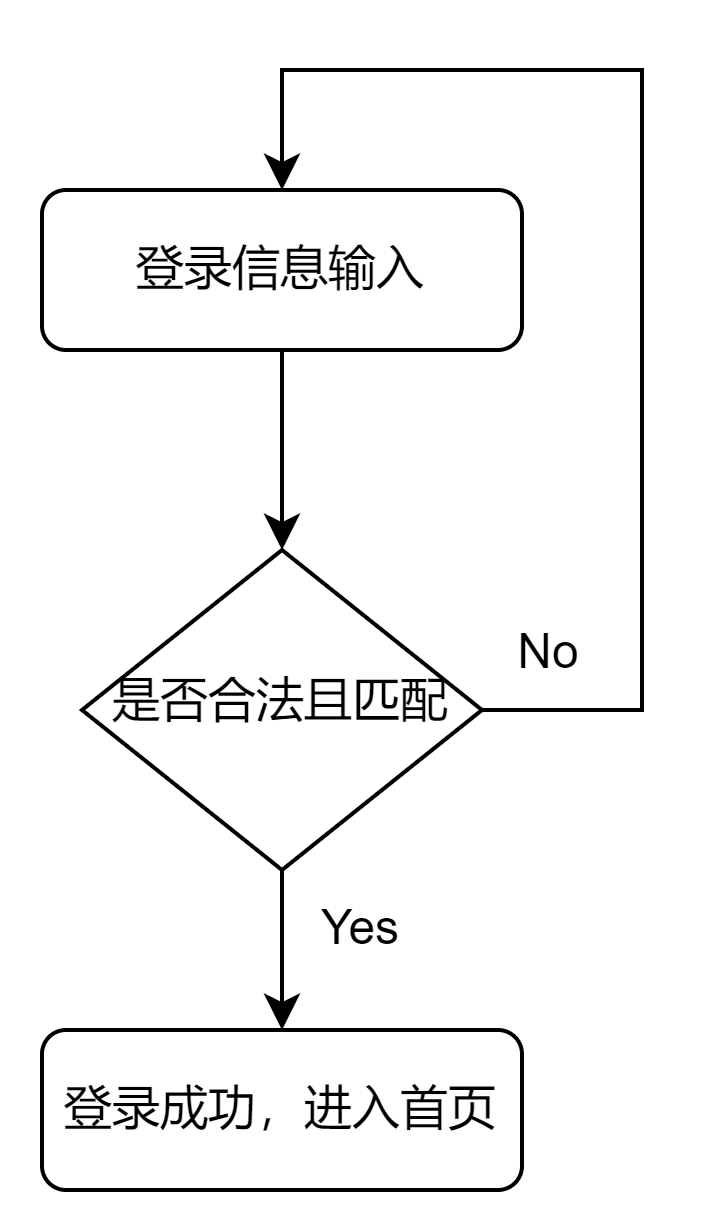 登录信息输入
是否合法且匹配
No
Yes
登录成功，进入首页